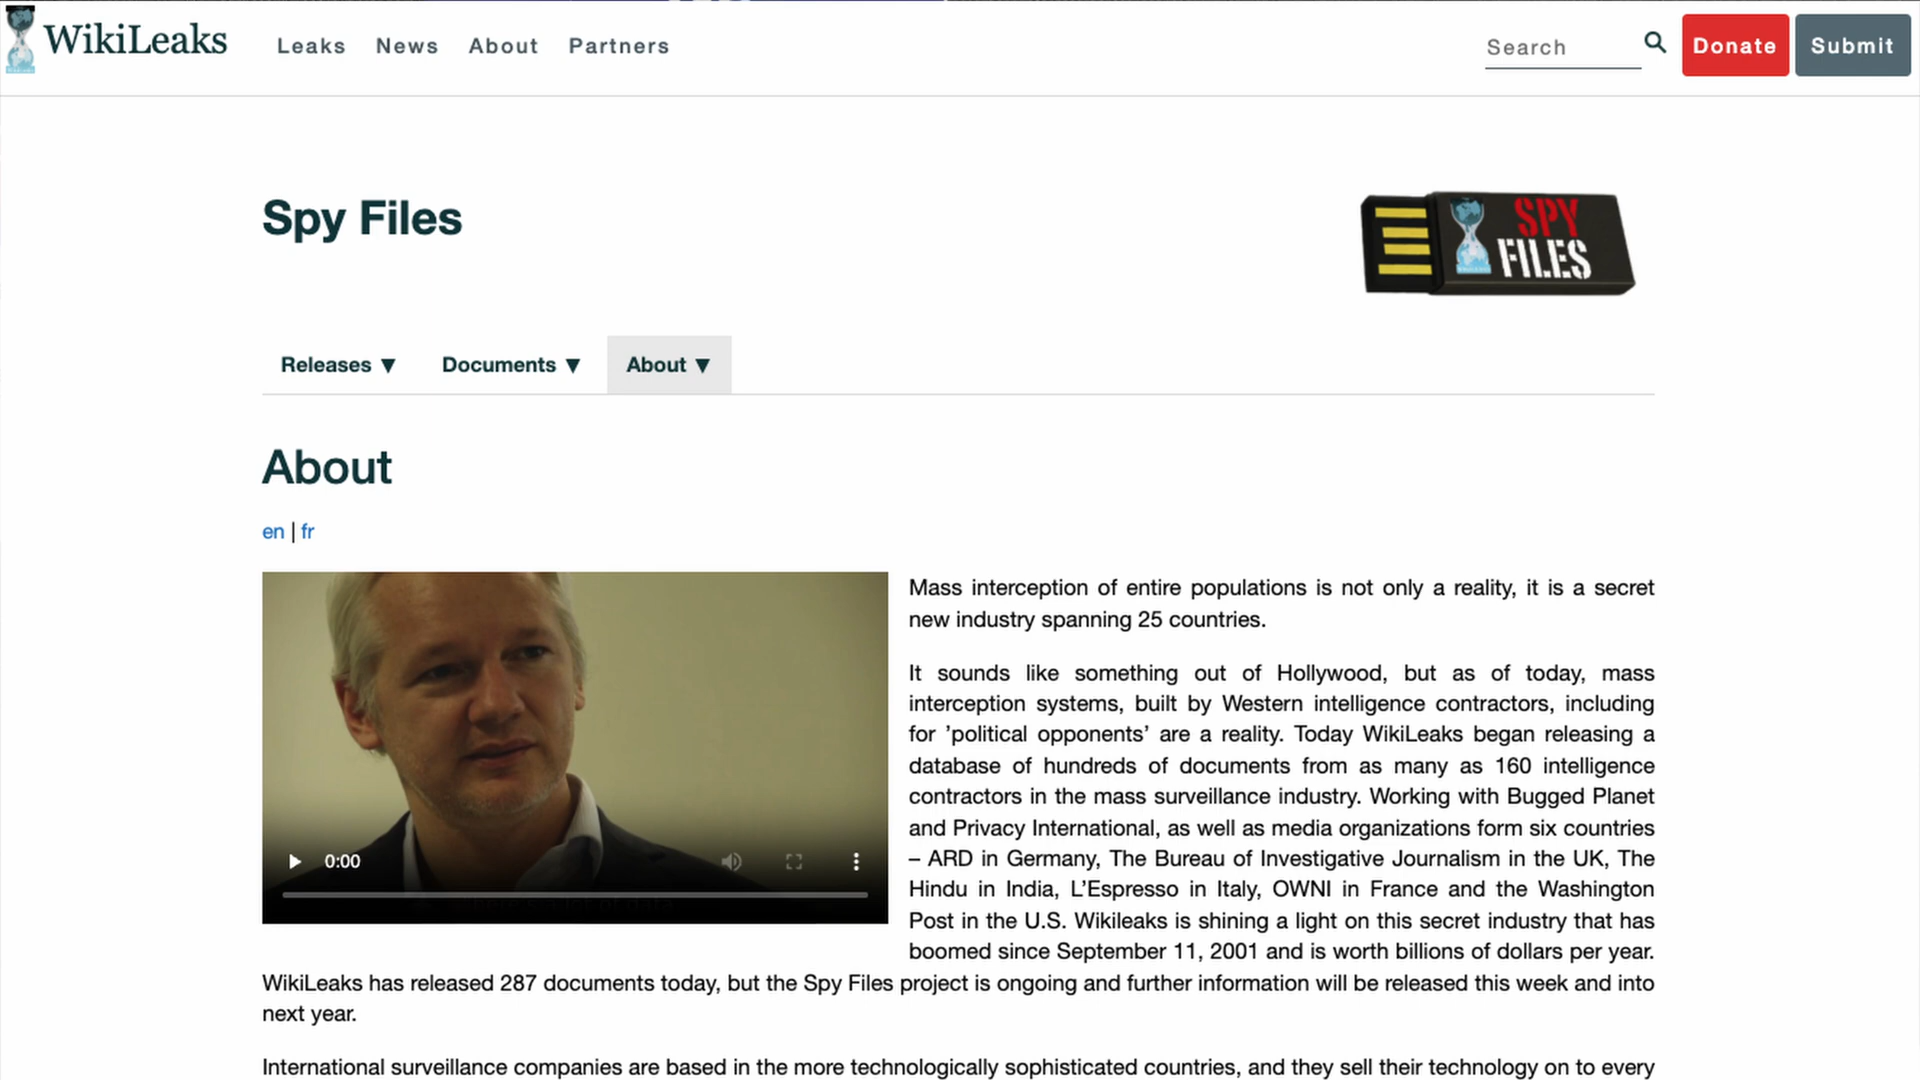 WikiLeaks
Leaks News About Partners
Search
Donate
Submit
Spy Files
SPY
FILES
Releases ▼ Documents ▼ About ▼
About
en | fr
0:00
Mass interception of entire populations is not only a reality, it is a secret
new industry spanning 25 countries.
It sounds like something out of Hollywood, but as of today, mass
interception systems, built by Western intelligence contractors, including
for ’political opponents’ are a reality. Today WikiLeaks began releasing a
database of hundreds of documents from as many as 160 intelligence
contractors in the mass surveillance industry. Working with Bugged Planet
and Privacy International, as well as media organizations form six countries
– ARD in Germany, The Bureau of Investigative Journalism in the UK, The
Hindu in India, L’Espresso in Italy, OWNI in France and the Washington
Post in the U.S. Wikileaks is shining a light on this secret industry that has
boomed since September 11, 2001 and is worth billions of dollars per year.
WikiLeaks has released 287 documents today, but the Spy Files project is ongoing and further information will be released this week and into
next year.
International surveillance companies are based in the more technologically sophisticated countries, and they sell their technology on to every